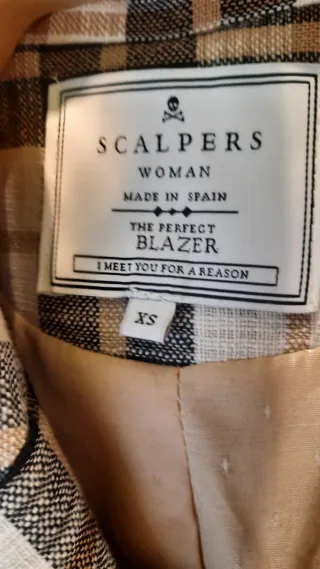 SCALPERS
WOMAN
MADE IN SPAIN
THE PERFECT
BLAZER
I MEET YOU FOR A REASON
XS